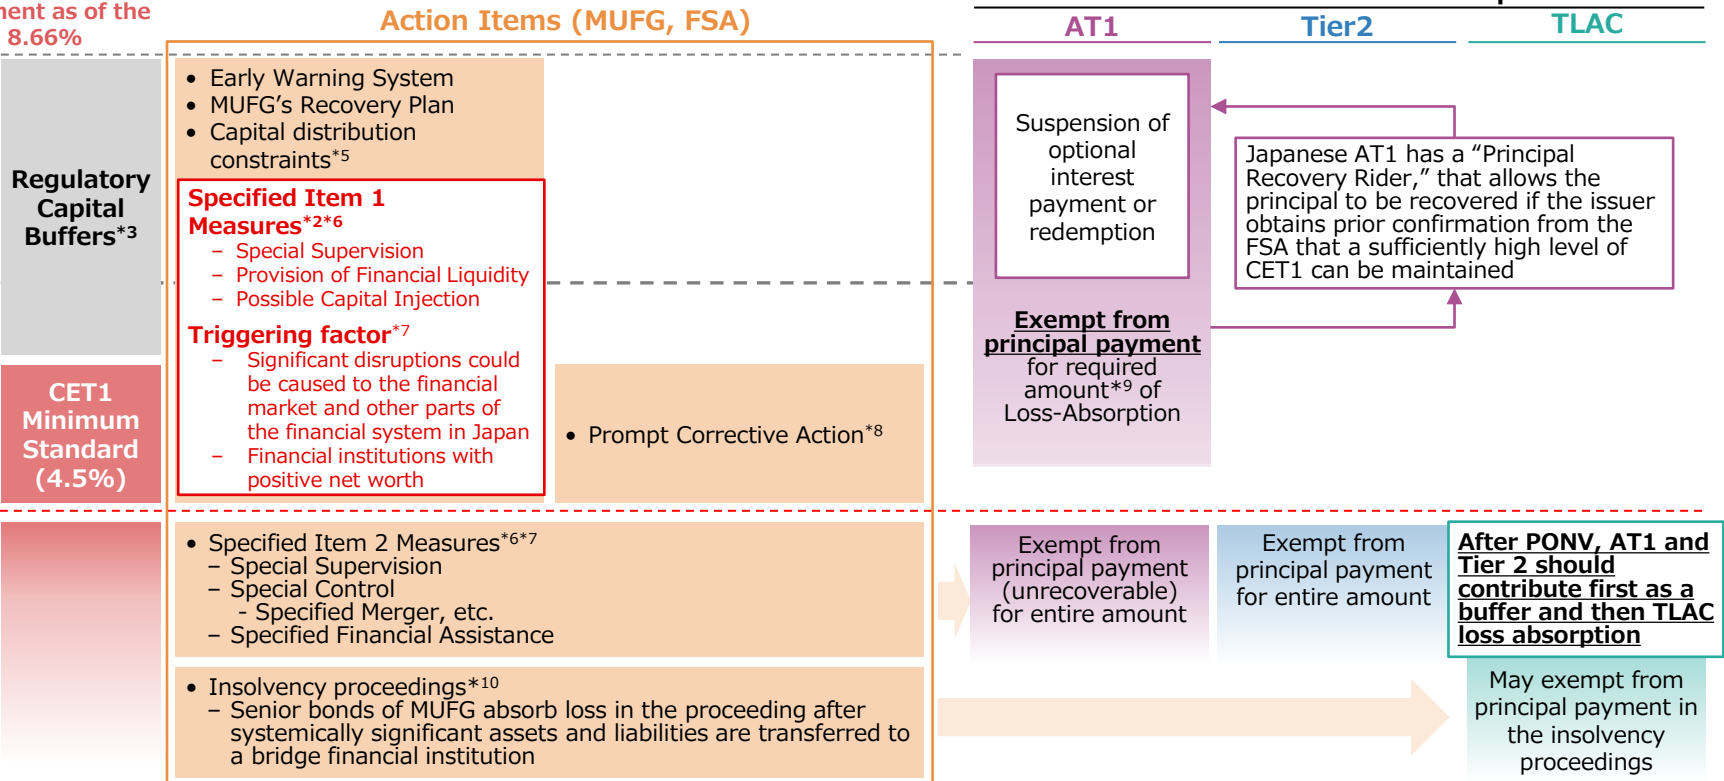 ment as of the
8.66%
Action Items (MUFG, FSA)
AT1
Tier2
TLAC
Regulatory
Capital
Buffers*3
CET1
Minimum
Standard
(4.5%)
• Early Warning System
• MUFG's Recovery Plan
• Capital distribution
constraints*5
Specified Item 1
Measures*2*6
– Special Supervision
– Provision of Financial Liquidity
– Possible Capital Injection
Triggering factor*7
– Significant disruptions could
be caused to the financial
market and other parts of
the financial system in Japan
– Financial institutions with
positive net worth
• Prompt Corrective Action*8
Suspension of
optional
interest
payment or
redemption
Exempt from
principal payment
for required
amount*9 of
Loss-Absorption
Japanese AT1 has a “Principal
Recovery Rider,” that allows the
principal to be recovered if the issuer
obtains prior confirmation from the
FSA that a sufficiently high level of
CET1 can be maintained
• Specified Item 2 Measures*6*7
– Special Supervision
– Special Control
- Specified Merger, etc.
– Specified Financial Assistance
Exempt from
principal payment
(unrecoverable)
for entire amount
Exempt from
principal payment
for entire amount
After PONV, AT1 and
Tier 2 should
contribute first as a
buffer and then TLAC
loss absorption
• Insolvency proceedings*10
– Senior bonds of MUFG absorb loss in the proceeding after
systemically significant assets and liabilities are transferred to
a bridge financial institution
May exempt from
principal payment in
the insolvency
proceedings